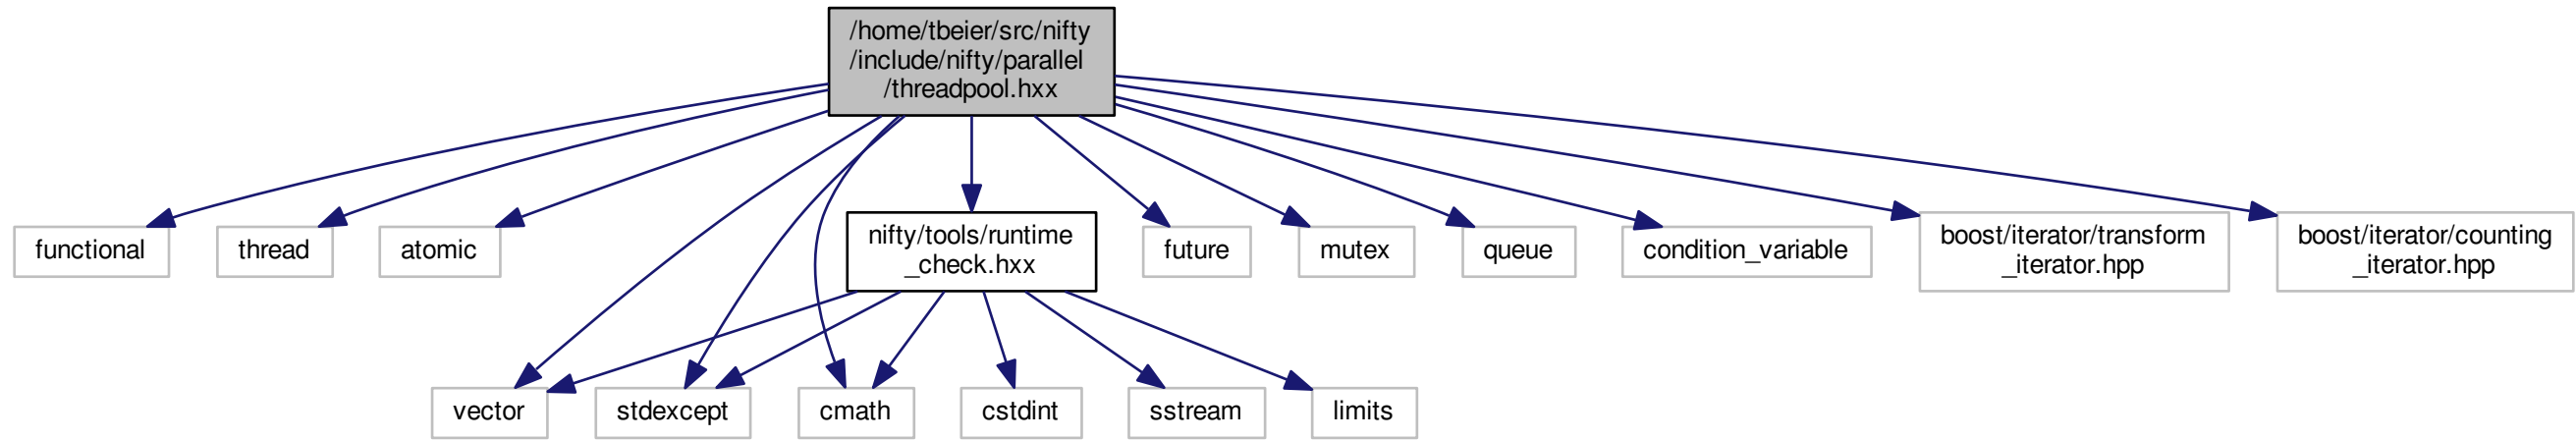 /home/tbeier/src/nifty
/include/nifty/parallel
/threadpool.hxx
functional
thread
atomic
nifty/tools/runtime
_check.hxx
future
mutex
queue
condition_variable
boost/iterator/transform
_iterator.hpp
boost/iterator/counting
_iterator.hpp
vector
stdexcept
cmath
cstdint
sstream
limits